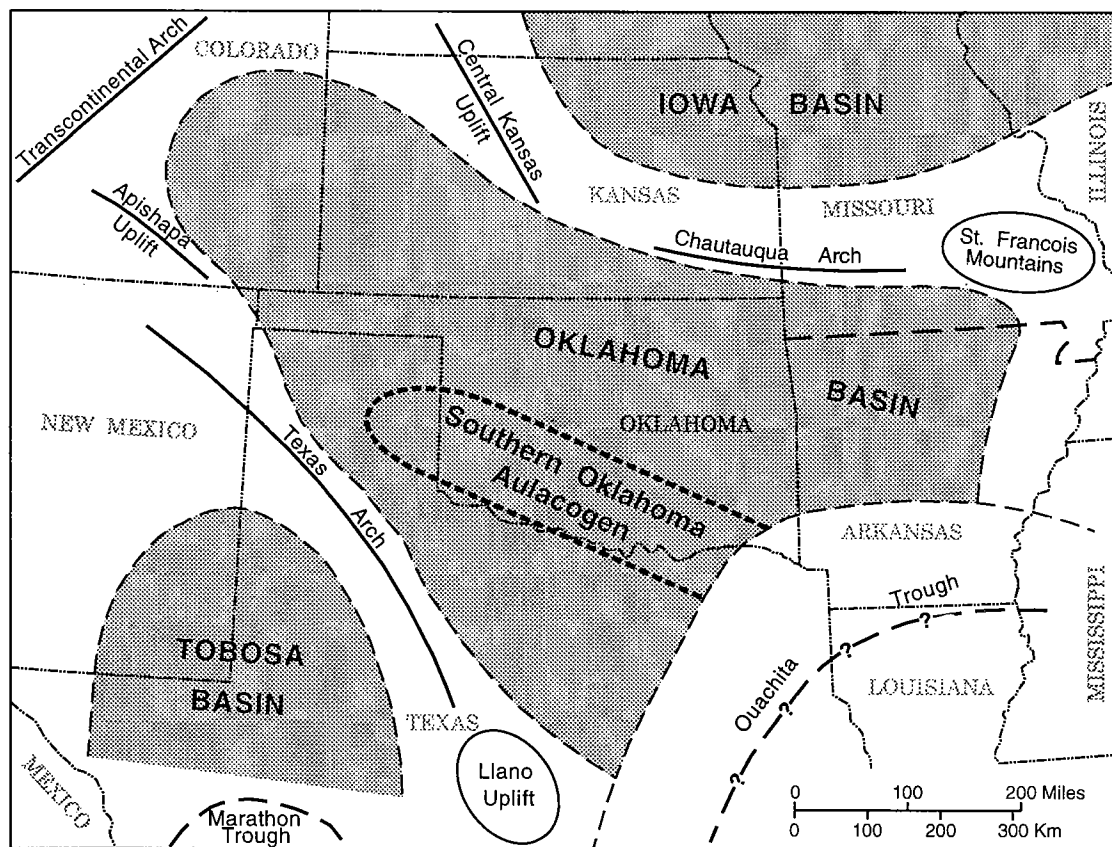 Transcontinental Arch
COLORADO
Central Kansas
Uplift
IOWA BASIN
ILLINOIS
Apishapa
Uplift
KANSAS
MISSOURI
St. Francois
Mountains
Chautauqua Arch
OKLAHOMA
BASIN
NEW MEXICO
Texas
Arch
OKLAHOMA
Southern Oklahoma
Aulacogen
ARKANSAS
Trough
?
?
?
?
Ouachita
MISSISSIPPI
TOBOSA
BASIN
TEXAS
LOUISIANA
MEXICO
Llano
Uplift
Marathon
Trough
0 100 200 Miles
0 100 200 300 Km